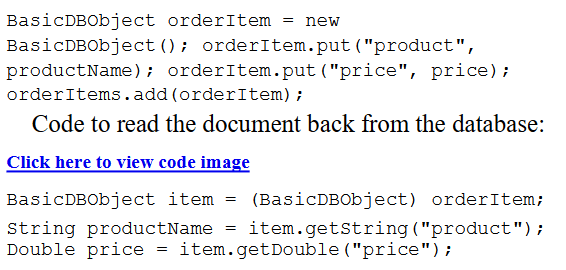 BasicDBObject orderItem = new
BasicDBObject(); orderItem.put("product",
productName); orderItem.put("price", price);
orderItems.add(orderItem);
Code to read the document back from the database:
Click here to view code image
BasicDBObject item = (BasicDBObject) orderItem;
String productName = item.getString("product");
Double price = item.getDouble("price");